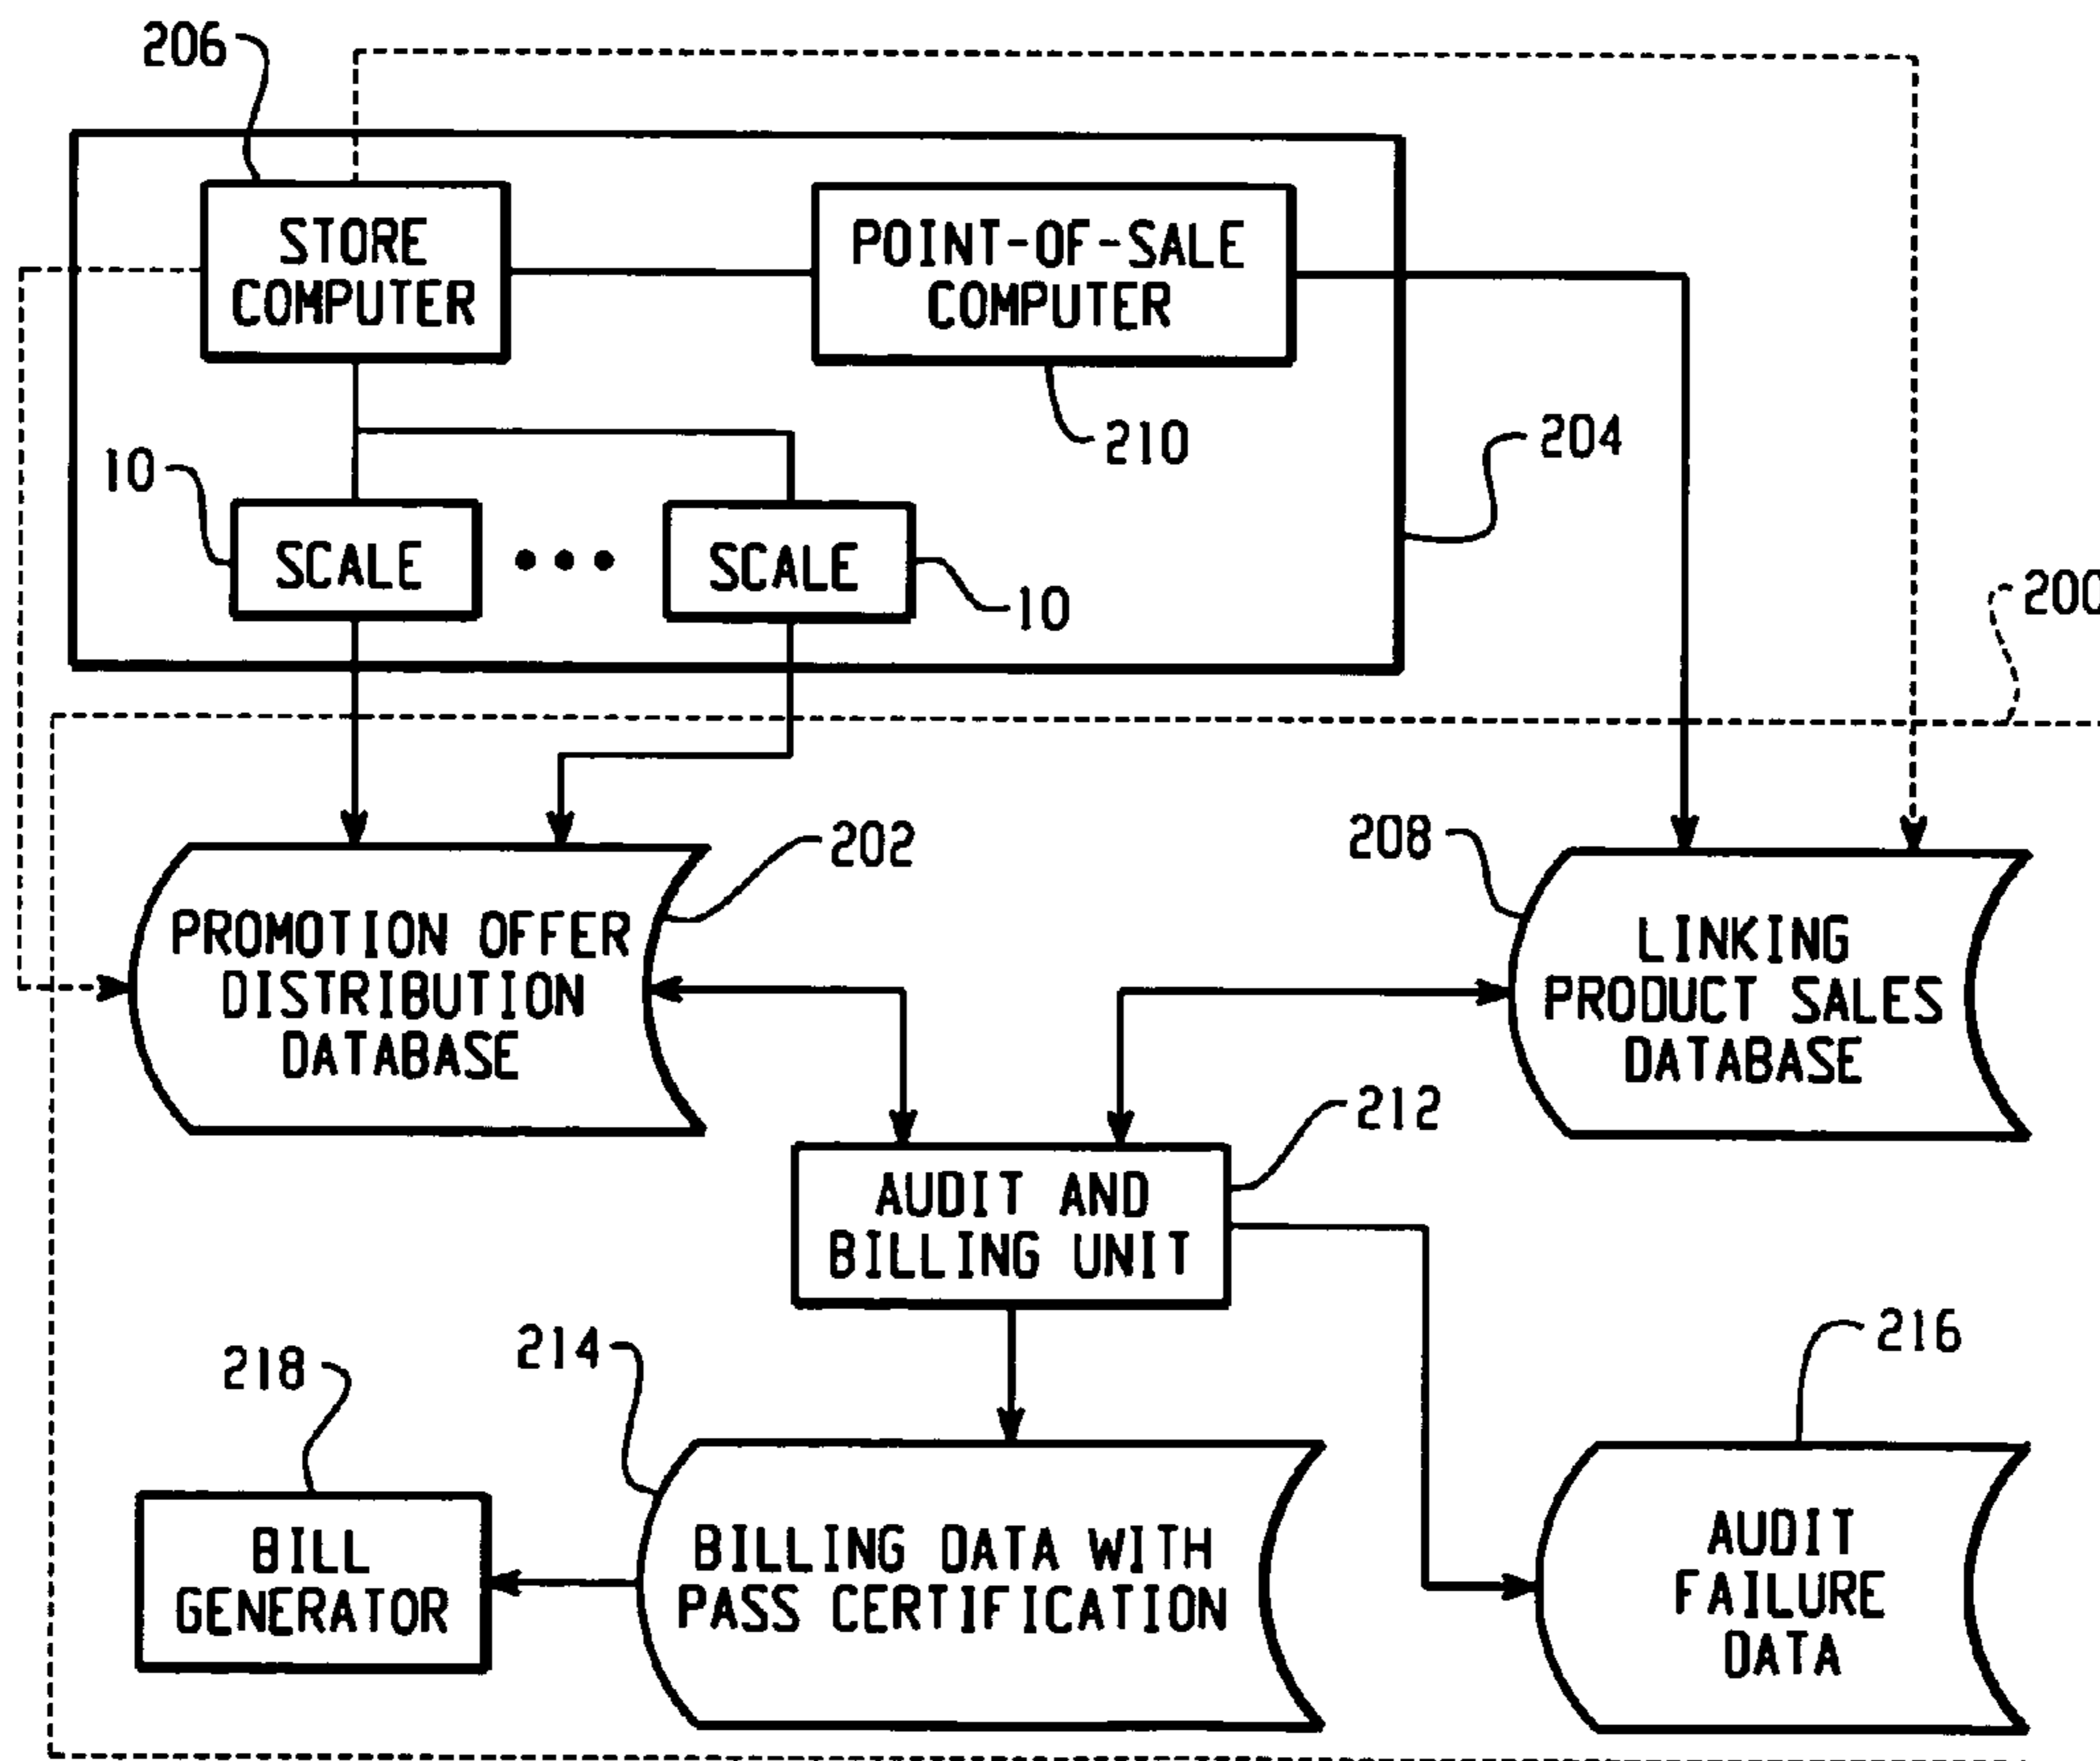 206
STORE
COMPUTER
POINT-OF-SALE
COMPUTER
210
204
10
SCALE
SCALE
10
200
202
208
PROMOTION OFFER
DISTRIBUTION
DATABASE
LINKING
PRODUCT SALES
DATABASE
212
AUDIT AND
BILLING UNIT
218
214
216
BILL
GENERATOR
BILLING DATA WITH
PASS CERTIFICATION
AUDIT
FAILURE
DATA